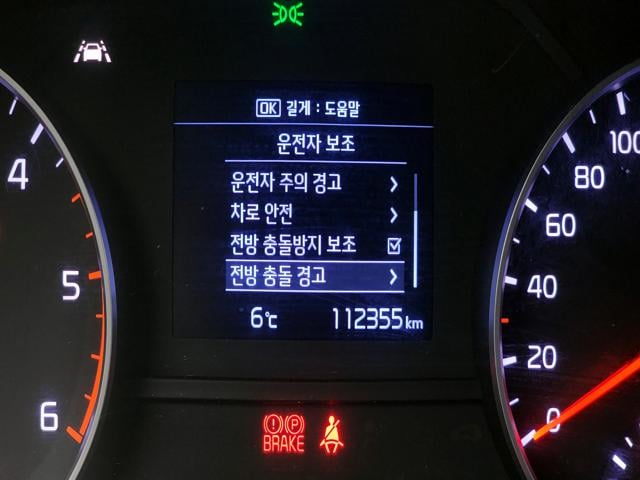 OK 길게 : 도움말
운전자 보조
운전자 주의 경고
차로 안전
전방 충돌방지 보조
전방 충돌 경고
6℃ 112355 km
4
5
6
100
80
60
40
20
0
P
BRAKE